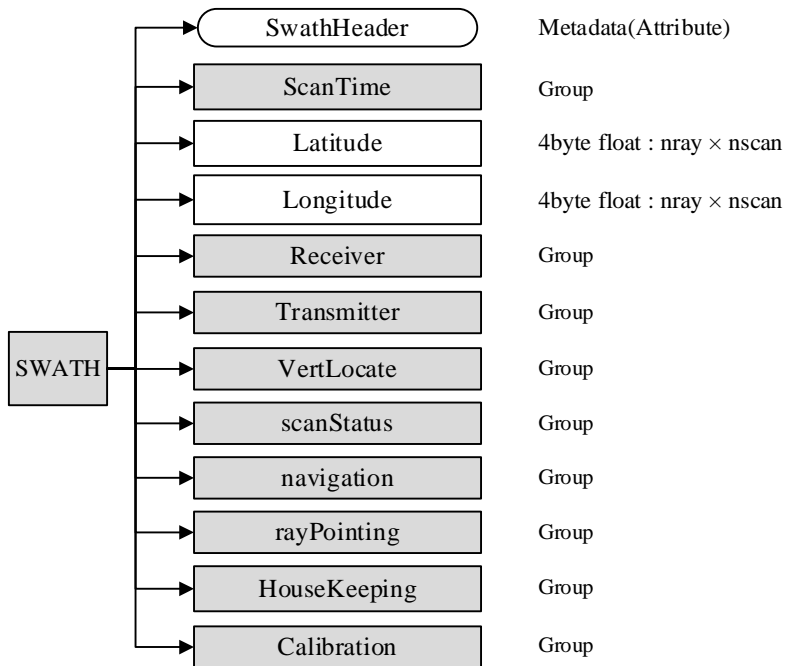 SwathHeader Metadata(Attribute)
ScanTime Group
Latitude 4byte float : nray × nscan
Longitude 4byte float : nray × nscan
Receiver Group
Transmitter Group
SWATH
VertLocate Group
scanStatus Group
navigation Group
rayPointing Group
HouseKeeping Group
Calibration Group